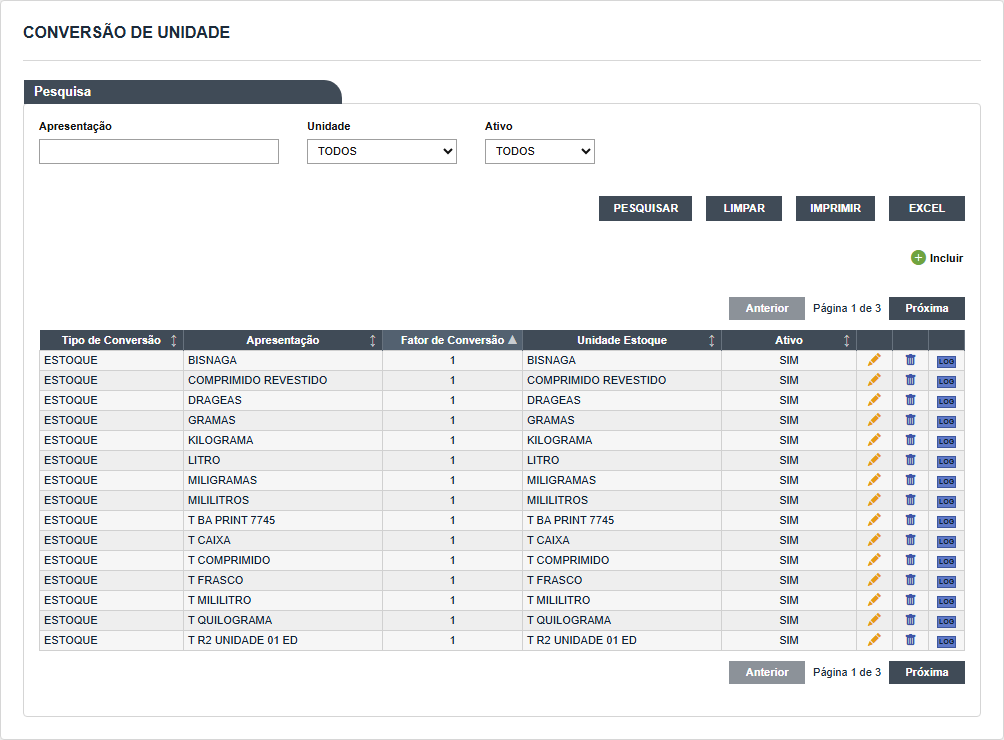 CONVERSÃO DE UNIDADE
Pesquisa
Apresentação Unidade Ativo
TODOS TODOS
PESQUISAR LIMPAR IMPRIMIR EXCEL
Incluir
Anterior Página 1 de 3 Próxima
Tipo de Conversão Apresentação Fator de Conversão Unidade Estoque Ativo
ESTOQUE BISNAGA 1 BISNAGA SIM LOG
ESTOQUE COMPRIMIDO REVESTIDO 1 COMPRIMIDO REVESTIDO SIM LOG
ESTOQUE DRAGEAS 1 DRAGEAS SIM LOG
ESTOQUE GRAMAS 1 GRAMAS SIM LOG
ESTOQUE KILOGRAMA 1 KILOGRAMA SIM LOG
ESTOQUE LITRO 1 LITRO SIM LOG
ESTOQUE MILIGRAMAS 1 MILIGRAMAS SIM LOG
ESTOQUE MILILITROS 1 MILILITROS SIM LOG
ESTOQUE T BA PRINT 7745 1 T BA PRINT 7745 SIM LOG
ESTOQUE T CAIXA 1 T CAIXA SIM LOG
ESTOQUE T COMPRIMIDO 1 T COMPRIMIDO SIM LOG
ESTOQUE T FRASCO 1 T FRASCO SIM LOG
ESTOQUE T MILILITRO 1 T MILILITRO SIM LOG
ESTOQUE T QUILOGRAMA 1 T QUILOGRAMA SIM LOG
ESTOQUE T R2 UNIDADE 01 ED 1 T R2 UNIDADE 01 ED SIM LOG
Anterior Página 1 de 3 Próxima